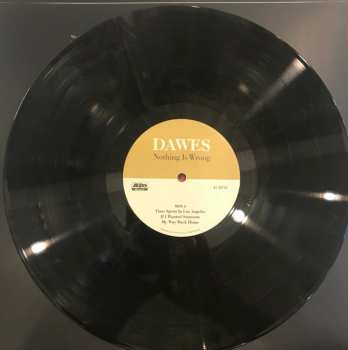 DAWES
Nothing Is Wrong
SIDE A
Time Spent In Los Angeles
If I Wanted Someone
My Way Back Home